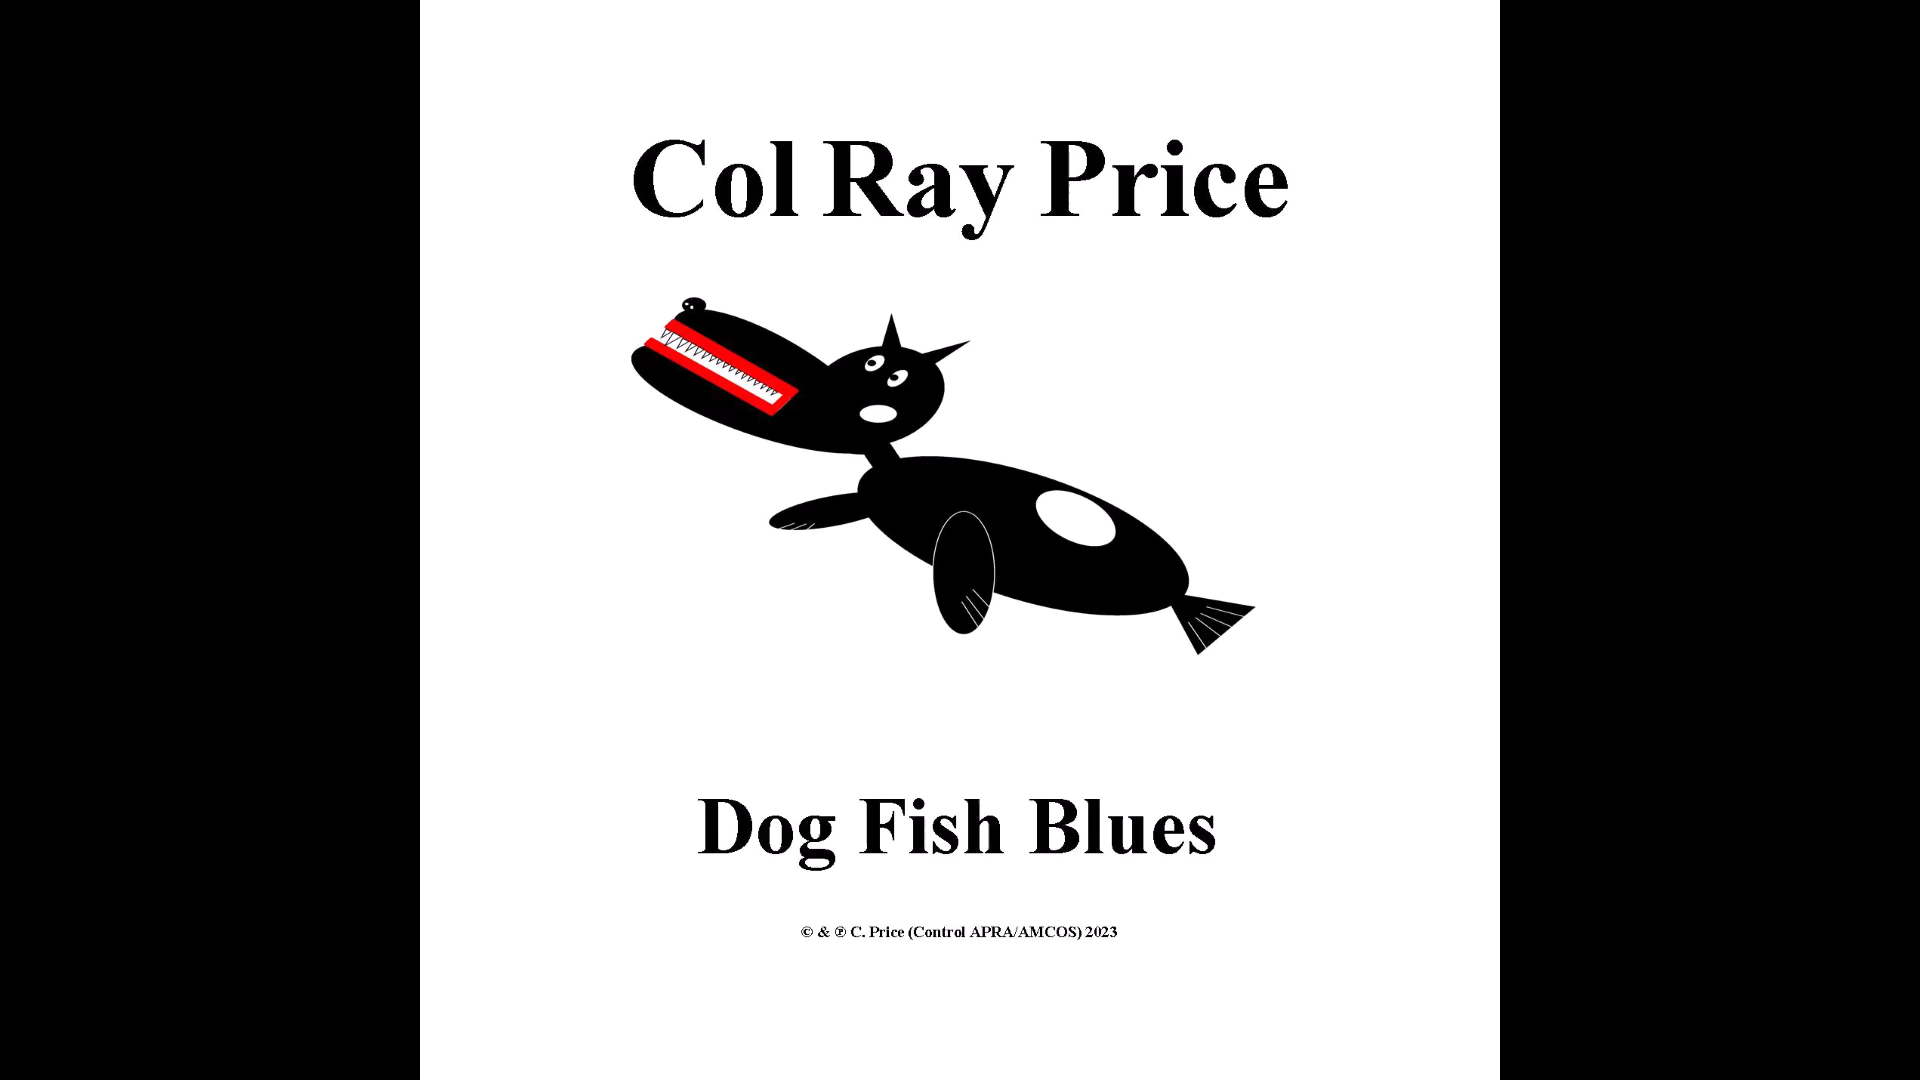 Col Ray Price
Dog Fish Blues
© & ℗ C. Price (Control APRA/AMCOS) 2023